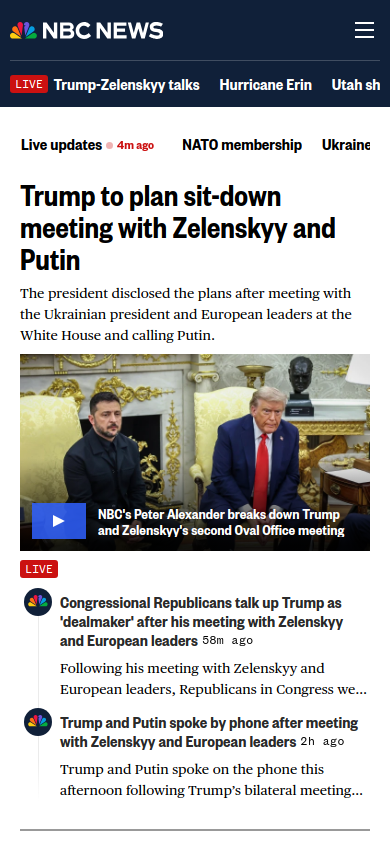 NBC NEWS
LIVE Trump-Zelenskyy talks Hurricane Erin Utah sh
Live updates 4m ago NATO membership Ukraine
Trump to plan sit-down
meeting with Zelenskyy and
Putin
The president disclosed the plans after meeting with
the Ukrainian president and European leaders at the
White House and calling Putin.
NBC's Peter Alexander breaks down Trump
and Zelenskyy's second Oval Office meeting
LIVE
Congressional Republicans talk up Trump as
'dealmaker' after his meeting with Zelenskyy
and European leaders 58m ago
Following his meeting with Zelenskyy and
European leaders, Republicans in Congress we...
Trump and Putin spoke by phone after meeting
with Zelenskyy and European leaders 2h ago
Trump and Putin spoke on the phone this
afternoon following Trump’s bilateral meeting...